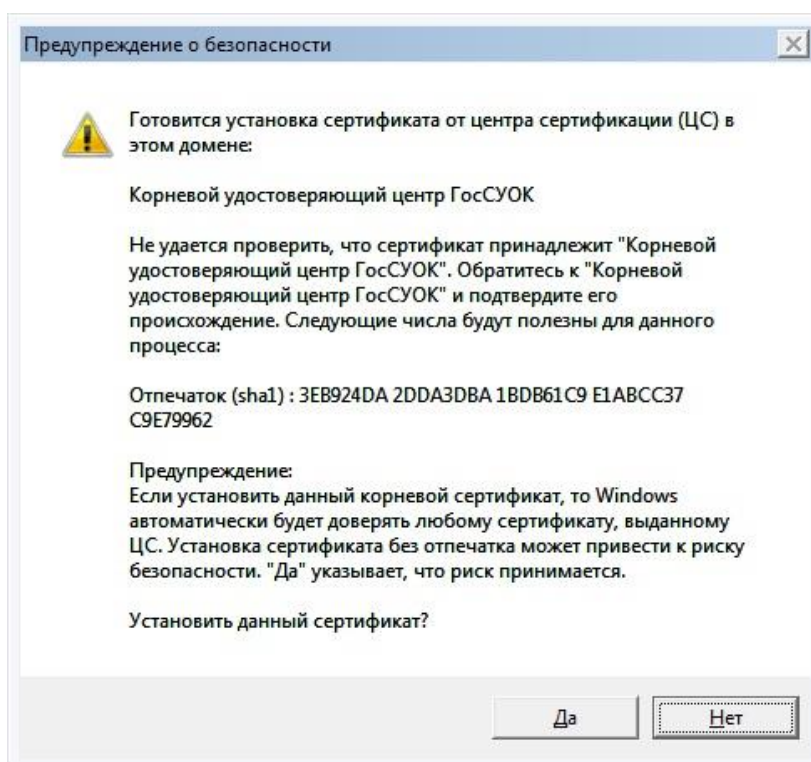 Предупреждение о безопасности
Готовится установка сертификата от центра сертификации (ЦС) в
этом домене:
Корневой удостоверяющий центр ГосСУОК
Не удается проверить, что сертификат принадлежит "Корневой
удостоверяющий центр ГосСУОК". Обратитесь к "Корневой
удостоверяющий центр ГосСУОК" и подтвердите его
происхождение. Следующие числа будут полезны для данного
процесса:
Отпечаток (sha1) : 3EB924DA 2DDA3DBA 1BDB61C9 E1ABCC37
C9E79962
Предупреждение:
Если установить данный корневой сертификат, то Windows
автоматически будет доверять любому сертификату, выданному
ЦС. Установка сертификата без отпечатка может привести к риску
безопасности. "Да" указывает, что риск принимается.
Установить данный сертификат?
Да
Нет